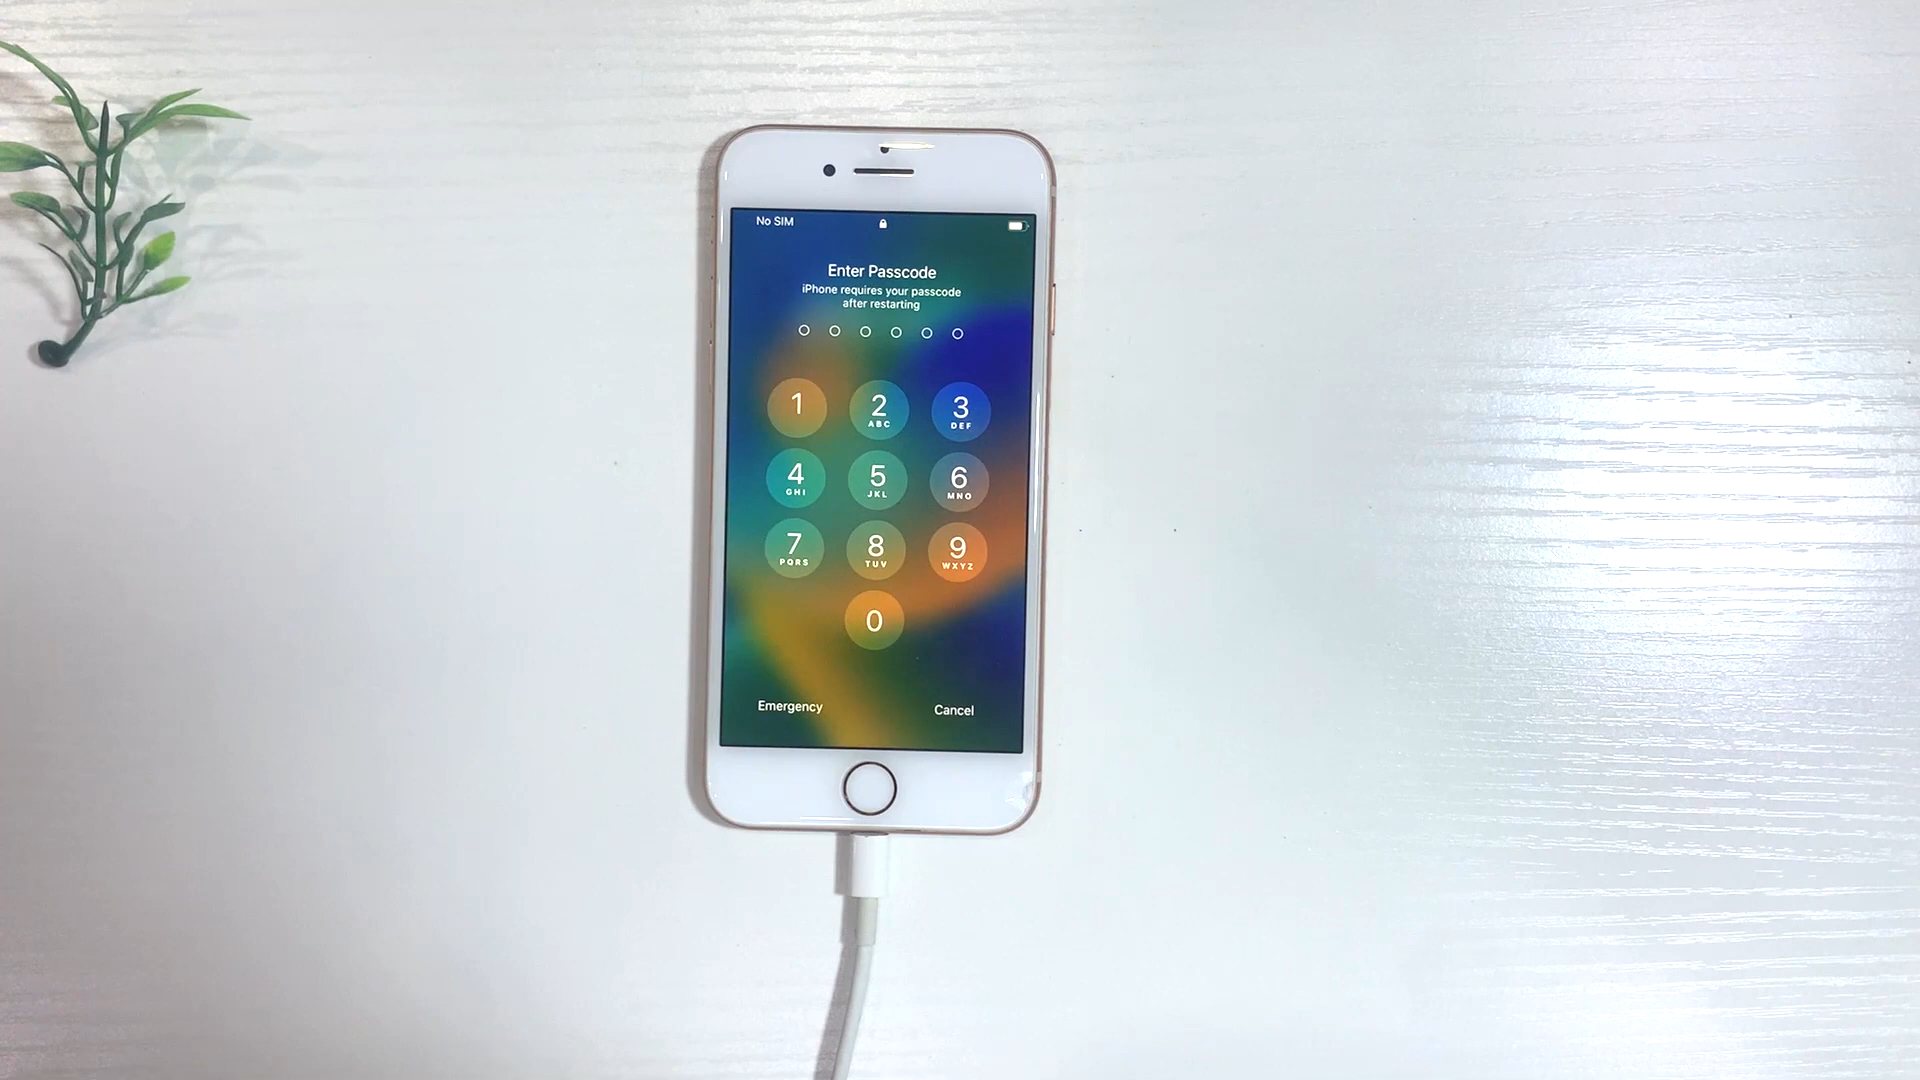 No SIM
Enter Passcode
iPhone requires your passcode
after restarting
1
2
ABC
3
DEF
4
GHI
5
JKL
6
MNO
7
PQRS
8
TUV
9
WXYZ
0
Emergency
Cancel